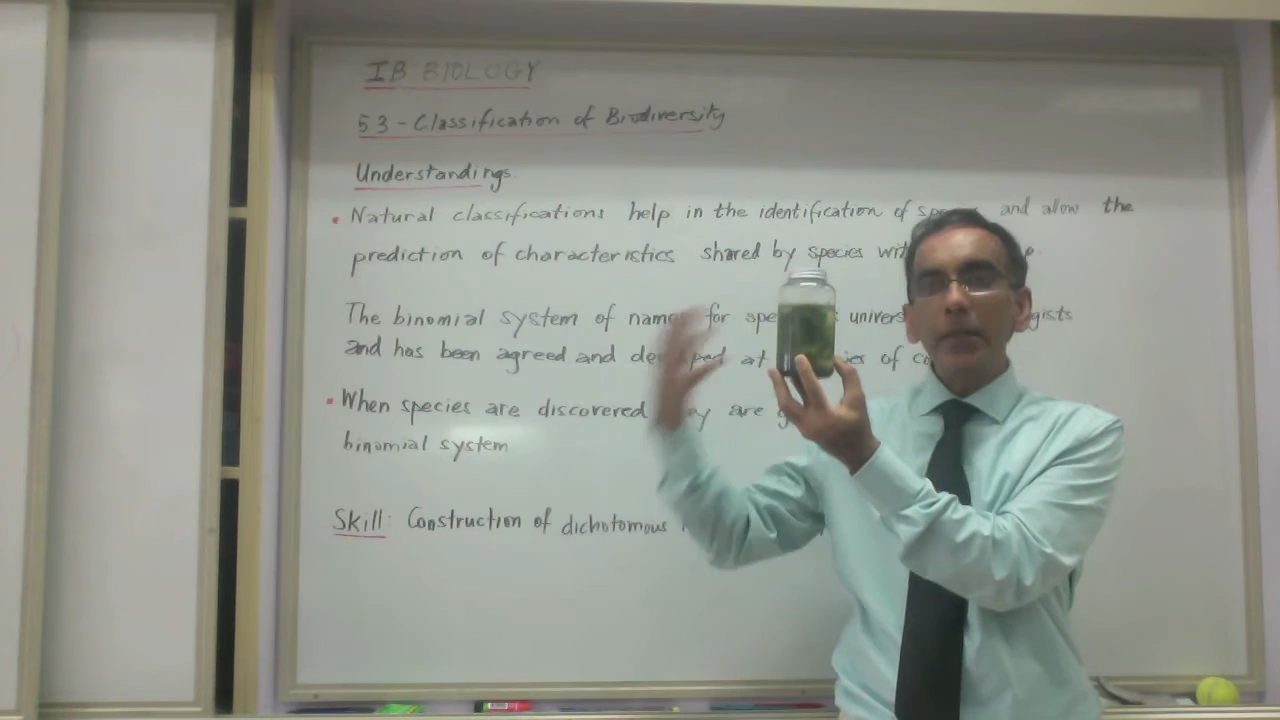 IB BIOLOGY
5 3 - Classification of Biodiversity
Understandings
Natural classifications help in the identification of and allow the
prediction of characteristics shared by species
The binomial system of for
and has been agreed and at of
When species are discovered are
binomial system
Skill: Construction of dichotomous